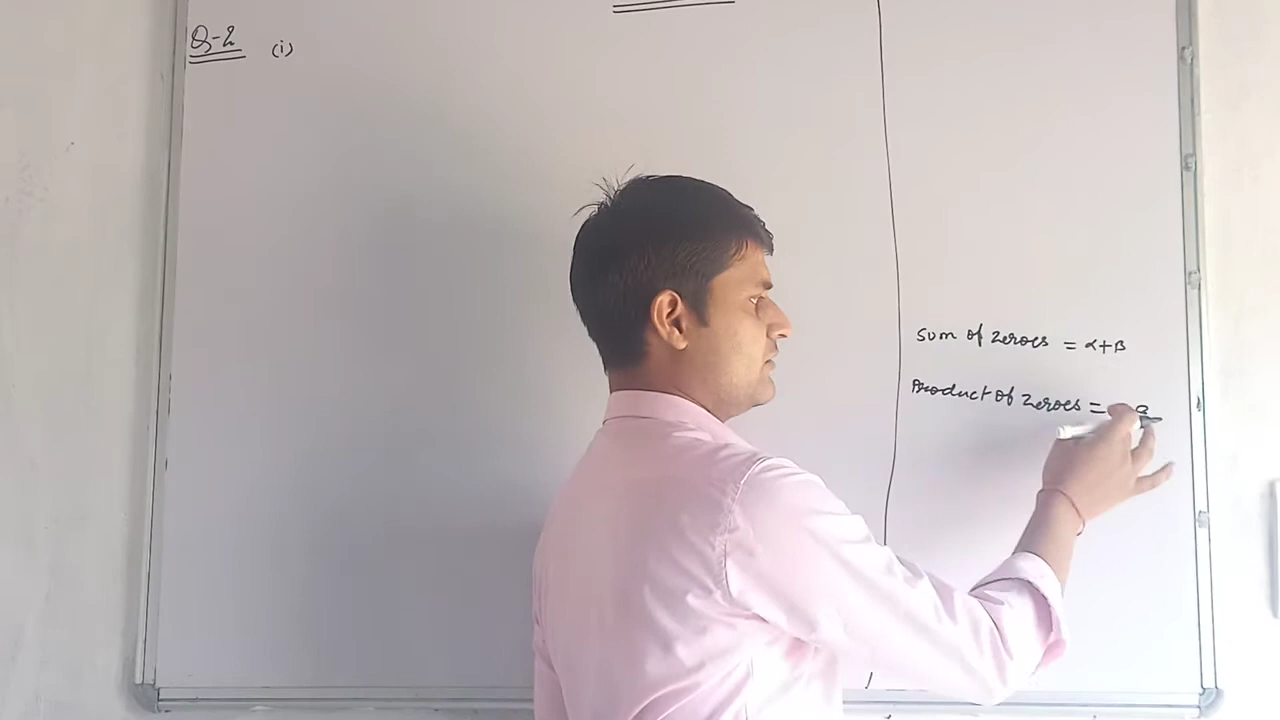 Q-2 (i)
Sum of zeroes = α+β
Product of zeroes =